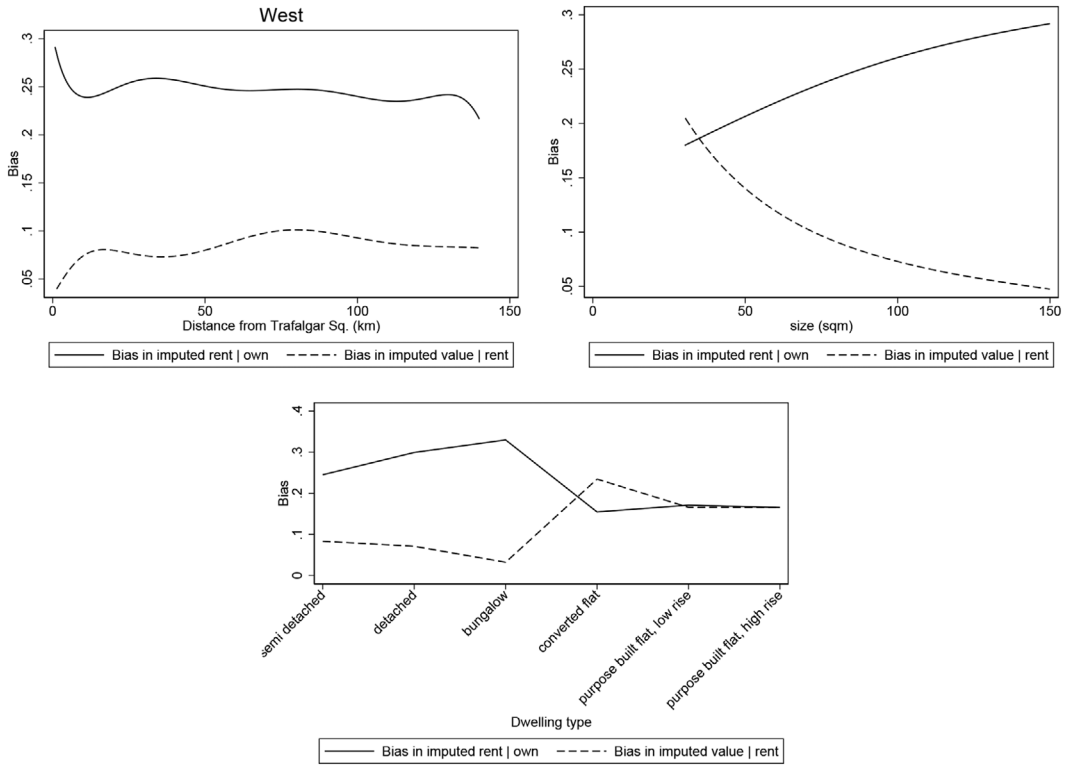 West
Bias
.05
.1
.15
.2
.25
.3
0
50
100
150
Distance from Trafalgar Sq. (km)
Bias in imputed rent | own
Bias in imputed value | rent
Bias
.05
.1
.15
.2
.25
.3
0
50
100
150
size (sqm)
Bias in imputed rent | own
Bias in imputed value | rent
Bias
0
.1
.2
.3
.4
semi detached
detached
bungalow
converted flat
purpose built flat, low rise
purpose built flat, high rise
Dwelling type
Bias in imputed rent | own
Bias in imputed value | rent